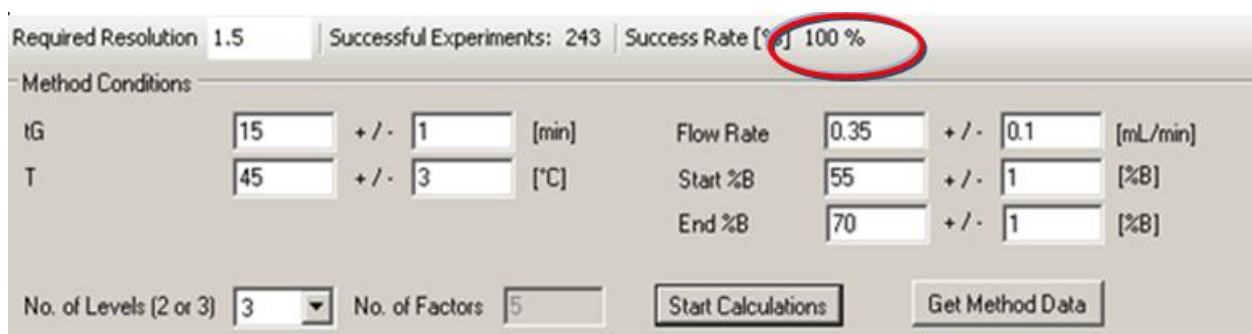 Required Resolution 1.5 Successful Experiments: 243 Success Rate [%] 100 %
Method Conditions
tG 15 + / - 1 [min] Flow Rate 0.35 + / - 0.1 [mL/min]
T 45 + / - 3 [°C] Start %B 55 + / - 1 [%B]
End %B 70 + / - 1 [%B]
No. of Levels (2 or 3) 3 No. of Factors 5 Start Calculations Get Method Data